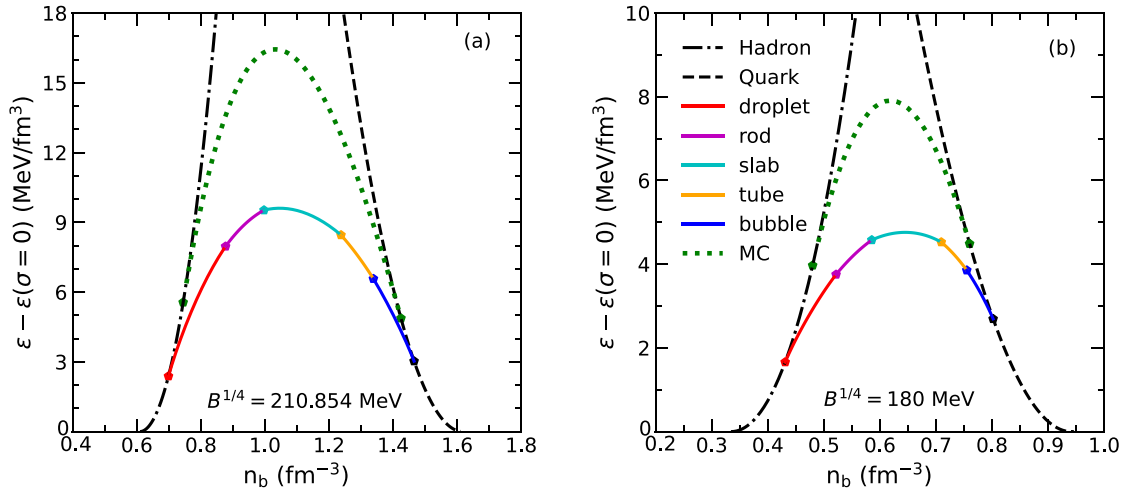 (a)
ε − ε(σ = 0) (MeV/fm³)
18
15
12
9
6
3
0
B^{1/4} = 210.854 MeV
0.4 0.6 0.8 1.0 1.2 1.4 1.6 1.8
n_b (fm⁻³)
(b)
ε − ε(σ = 0) (MeV/fm³)
10
8
6
4
2
0
Hadron
Quark
droplet
rod
slab
tube
bubble
MC
B^{1/4} = 180 MeV
0.2 0.3 0.4 0.5 0.6 0.7 0.8 0.9 1.0
n_b (fm⁻³)